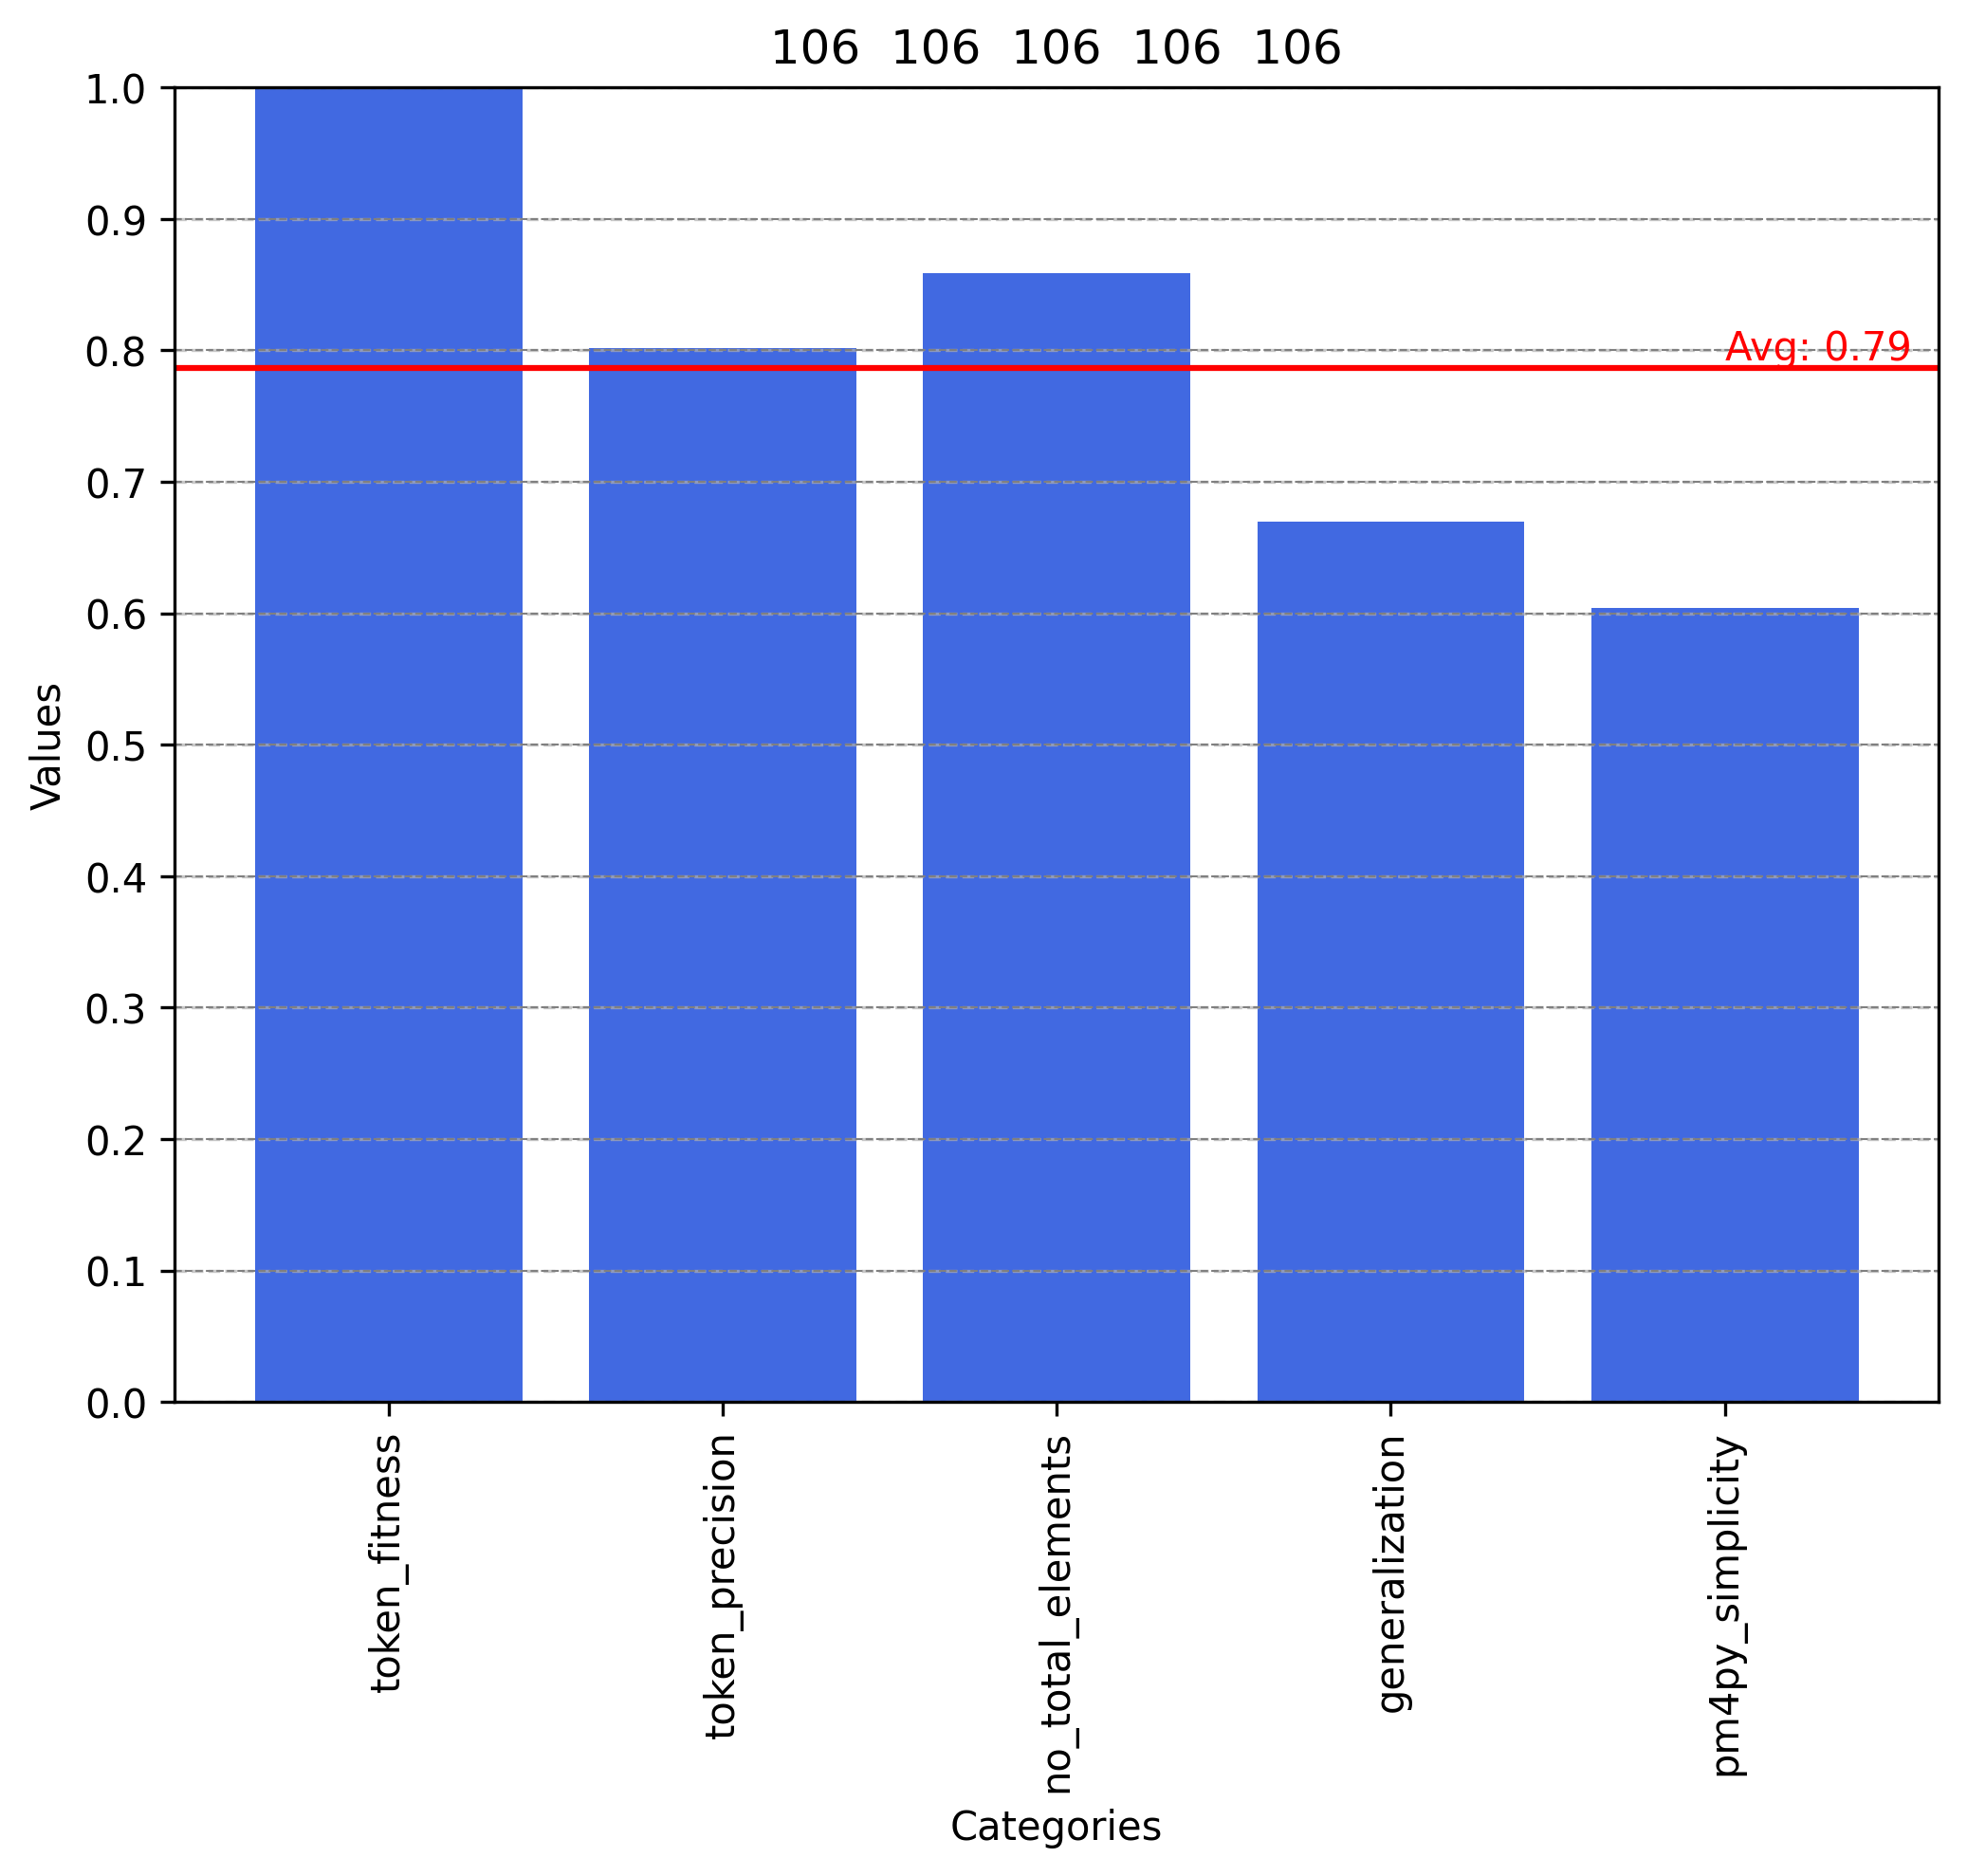 106 106 106 106 106
1.0
0.9
0.8
0.7
0.6
0.5
0.4
0.3
0.2
0.1
0.0
Values
Avg: 0.79
token_fitness
token_precision
no_total_elements
generalization
pm4py_simplicity
Categories